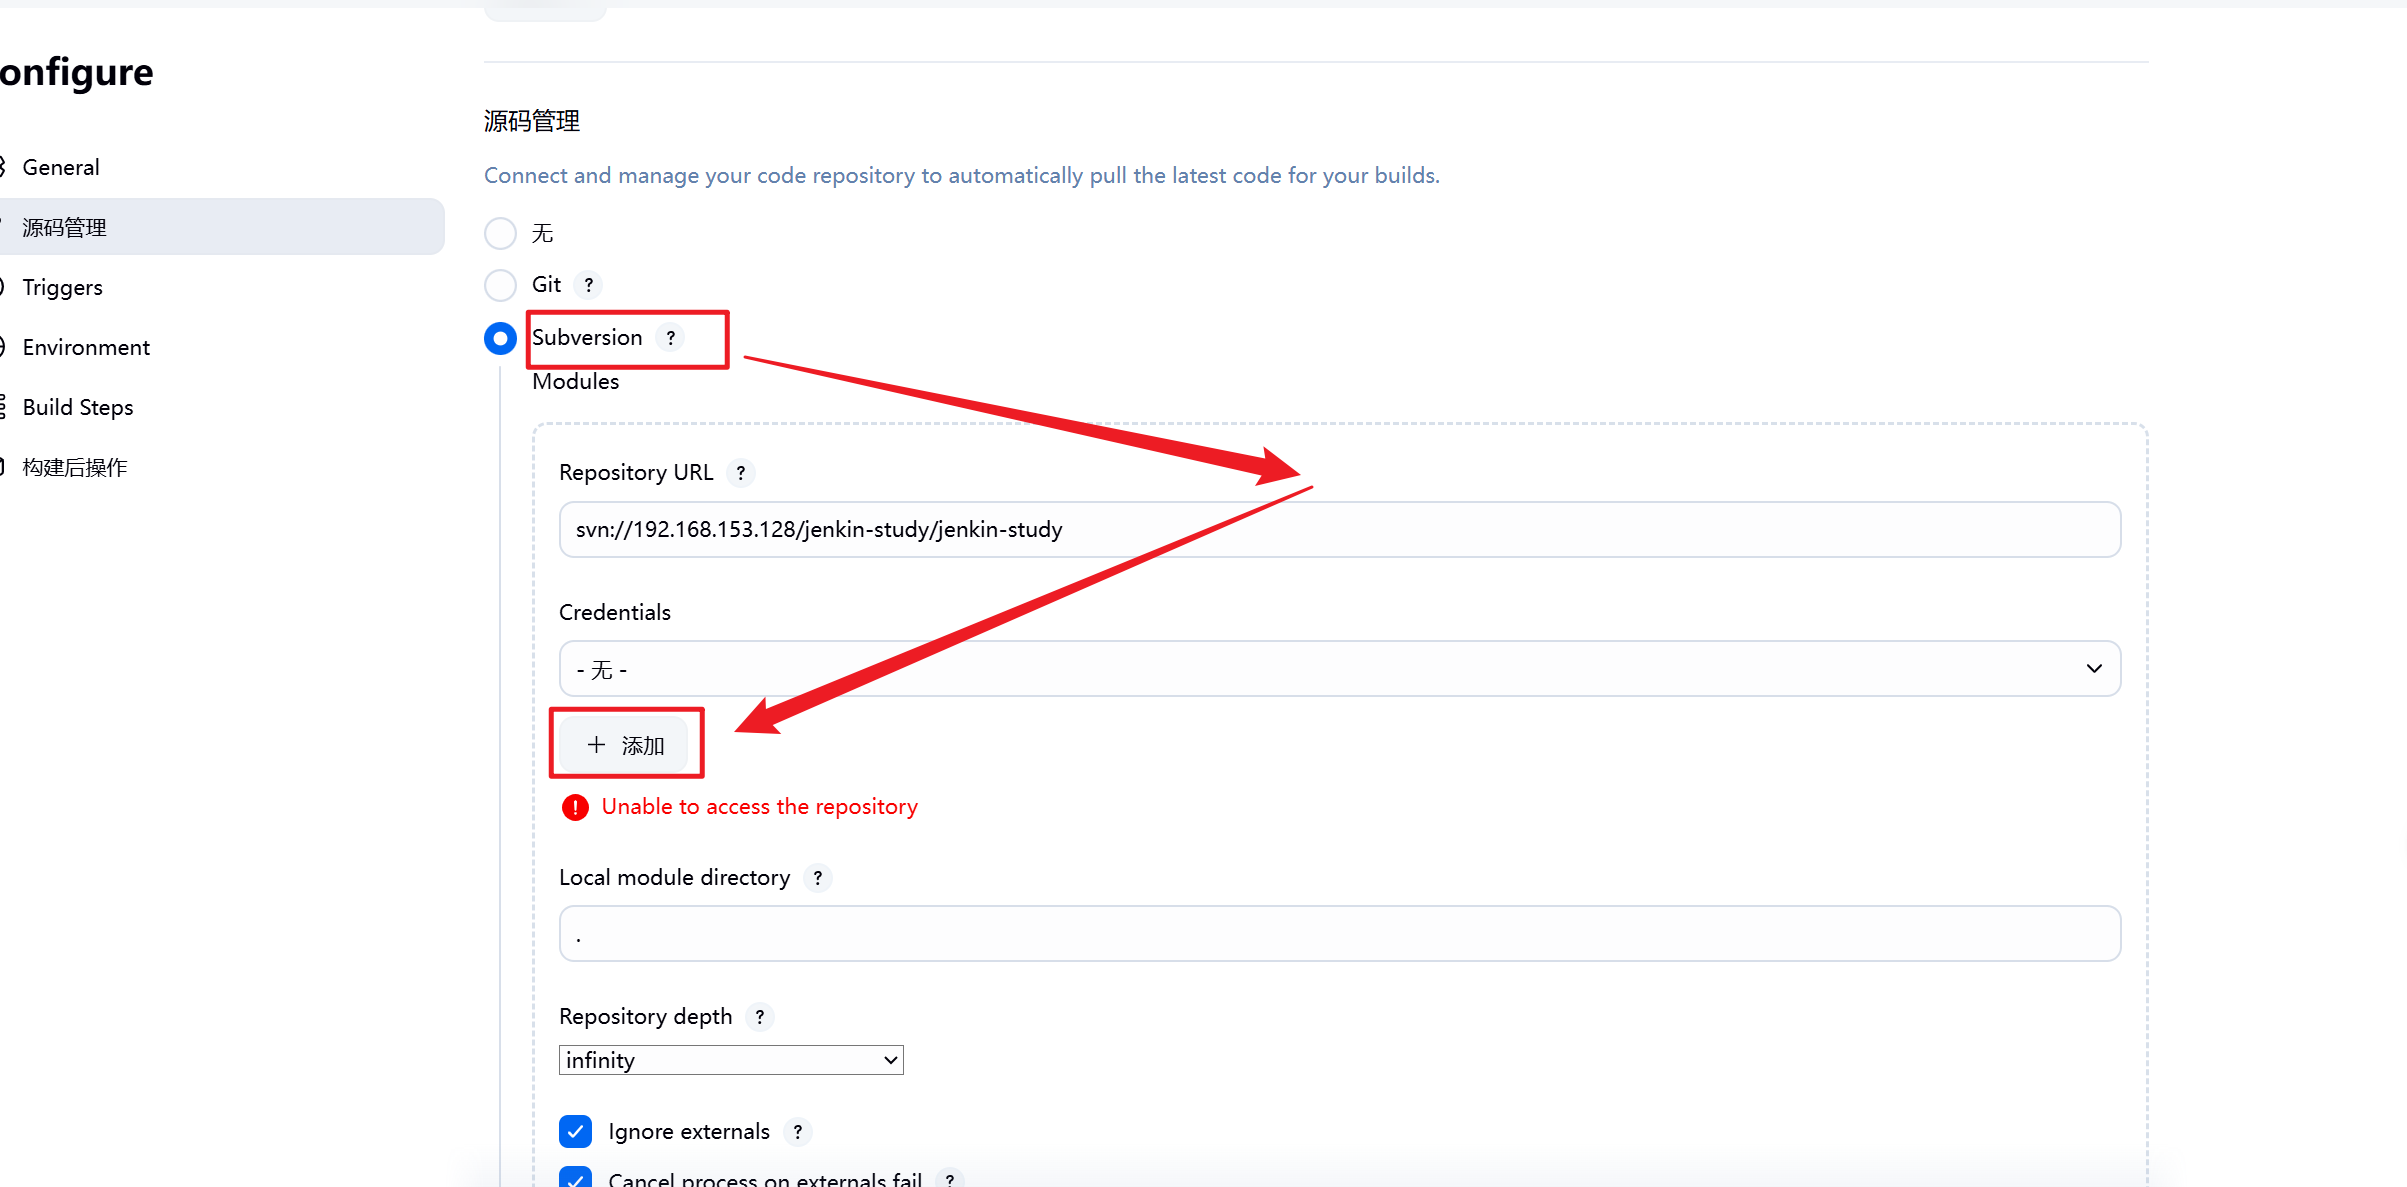 onfigure
General
源码管理
Triggers
Environment
Build Steps
构建后操作
源码管理
Connect and manage your code repository to automatically pull the latest code for your builds.
无
Git ?
Subversion ?
Modules
Repository URL ?
svn://192.168.153.128/jenkin-study/jenkin-study
Credentials
- 无 -
+ 添加
! Unable to access the repository
Local module directory ?
.
Repository depth ?
infinity
Ignore externals ?
Cancel process on externals fail ?